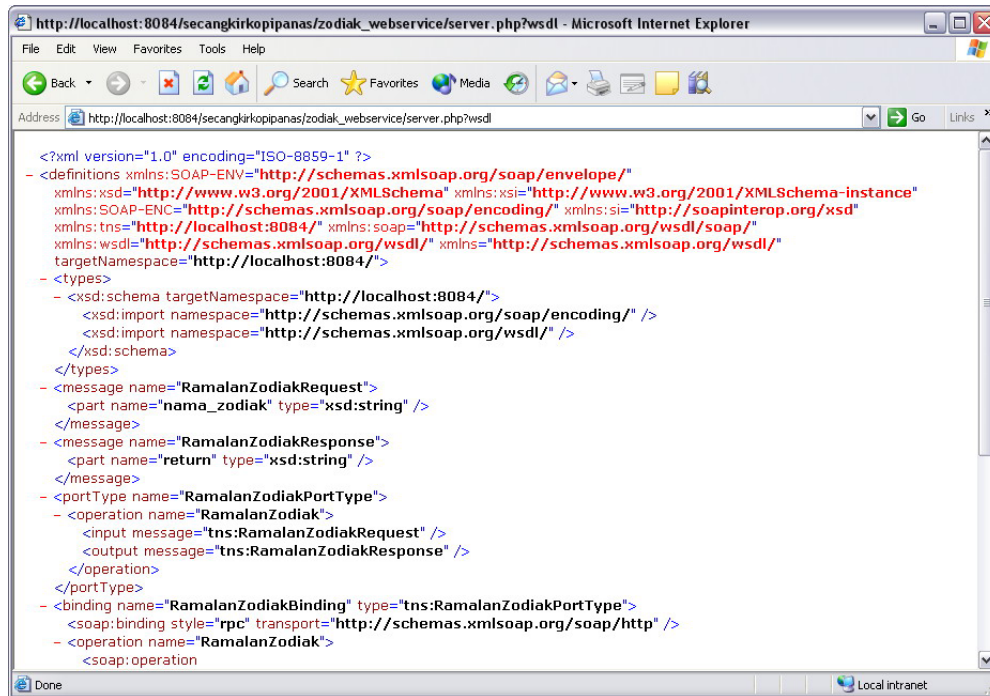 http://localhost:8084/secangkirkopipanas/zodiak_webservice/server.php?wsdl - Microsoft Internet Explorer
File Edit View Favorites Tools Help
Back Search Favorites Media
Address http://localhost:8084/secangkirkopipanas/zodiak_webservice/server.php?wsdl Go Links »
<?xml version="1.0" encoding="ISO-8859-1" ?>
- <definitions xmlns:SOAP-ENV="http://schemas.xmlsoap.org/soap/envelope/"
xmlns:xsd="http://www.w3.org/2001/XMLSchema" xmlns:xsi="http://www.w3.org/2001/XMLSchema-instance"
xmlns:SOAP-ENC="http://schemas.xmlsoap.org/soap/encoding/" xmlns:si="http://soapinterop.org/xsd"
xmlns:tns="http://localhost:8084/" xmlns:soap="http://schemas.xmlsoap.org/wsdl/soap/"
xmlns:wsdl="http://schemas.xmlsoap.org/wsdl/" xmlns="http://schemas.xmlsoap.org/wsdl/"
targetNamespace="http://localhost:8084/">
- <types>
- <xsd:schema targetNamespace="http://localhost:8084/">
<xsd:import namespace="http://schemas.xmlsoap.org/soap/encoding/" />
<xsd:import namespace="http://schemas.xmlsoap.org/wsdl/" />
</xsd:schema>
</types>
- <message name="RamalanZodiakRequest">
<part name="nama_zodiak" type="xsd:string" />
</message>
- <message name="RamalanZodiakResponse">
<part name="return" type="xsd:string" />
</message>
- <portType name="RamalanZodiakPortType">
- <operation name="RamalanZodiak">
<input message="tns:RamalanZodiakRequest" />
<output message="tns:RamalanZodiakResponse" />
</operation>
</portType>
- <binding name="RamalanZodiakBinding" type="tns:RamalanZodiakPortType">
<soap:binding style="rpc" transport="http://schemas.xmlsoap.org/soap/http" />
- <operation name="RamalanZodiak">
<soap:operation
Done Local intranet